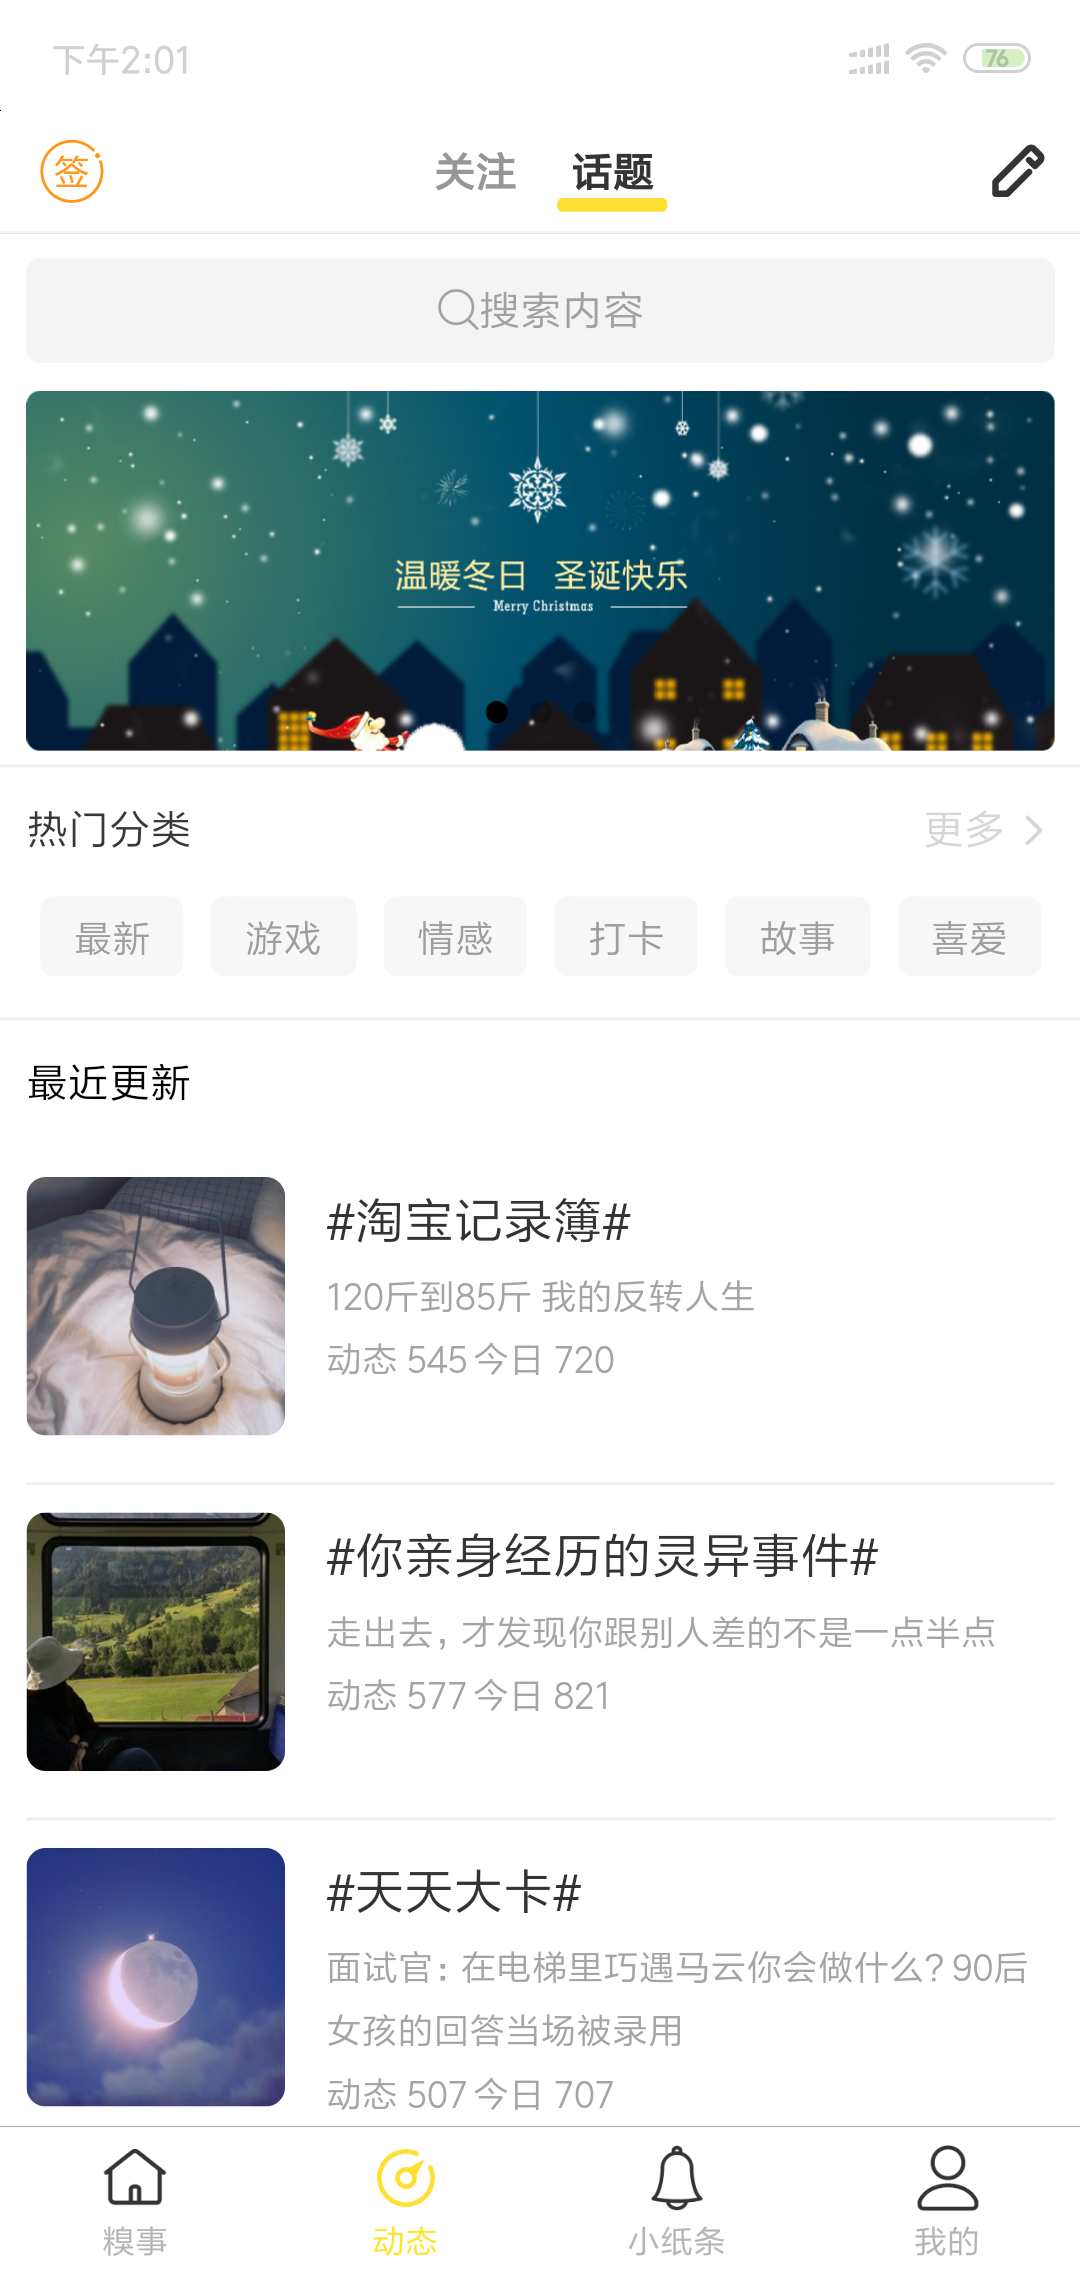 下午2:01
76
签
关注 话题
搜索内容
温暖冬日 圣诞快乐
Merry Christmas
热门分类
更多
最新 游戏 情感 打卡 故事 喜爱
最近更新
#淘宝记录簿#
120斤到85斤 我的反转人生
动态 545 今日 720
#你亲身经历的灵异事件#
走出去，才发现你跟别人差的不是一点半点
动态 577 今日 821
#天天大卡#
面试官：在电梯里巧遇马云你会做什么？90后
女孩的回答当场被录用
动态 507 今日 707
糗事 动态 小纸条 我的